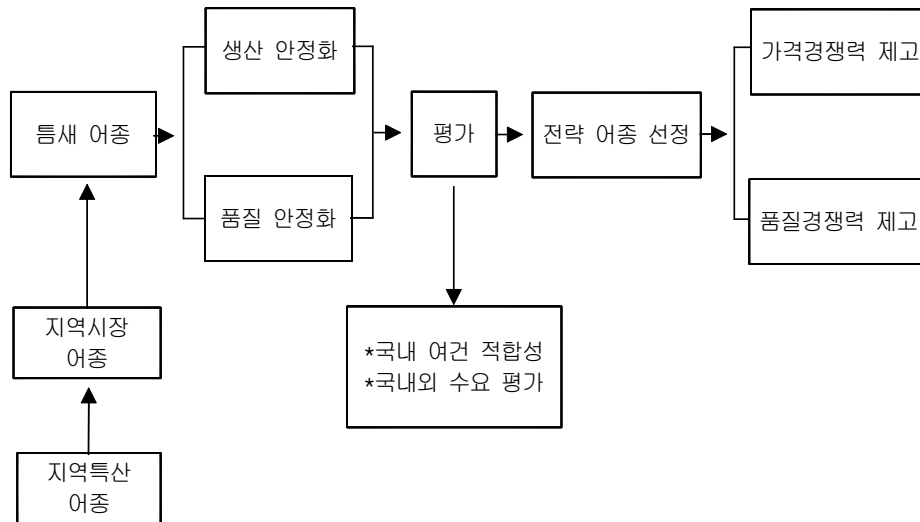 생산 안정화
가격경쟁력 제고
틈새 어종
평가
전략 어종 선정
품질 안정화
품질경쟁력 제고
지역시장
어종
*국내 여건 적합성
*국내외 수요 평가
지역특산
어종